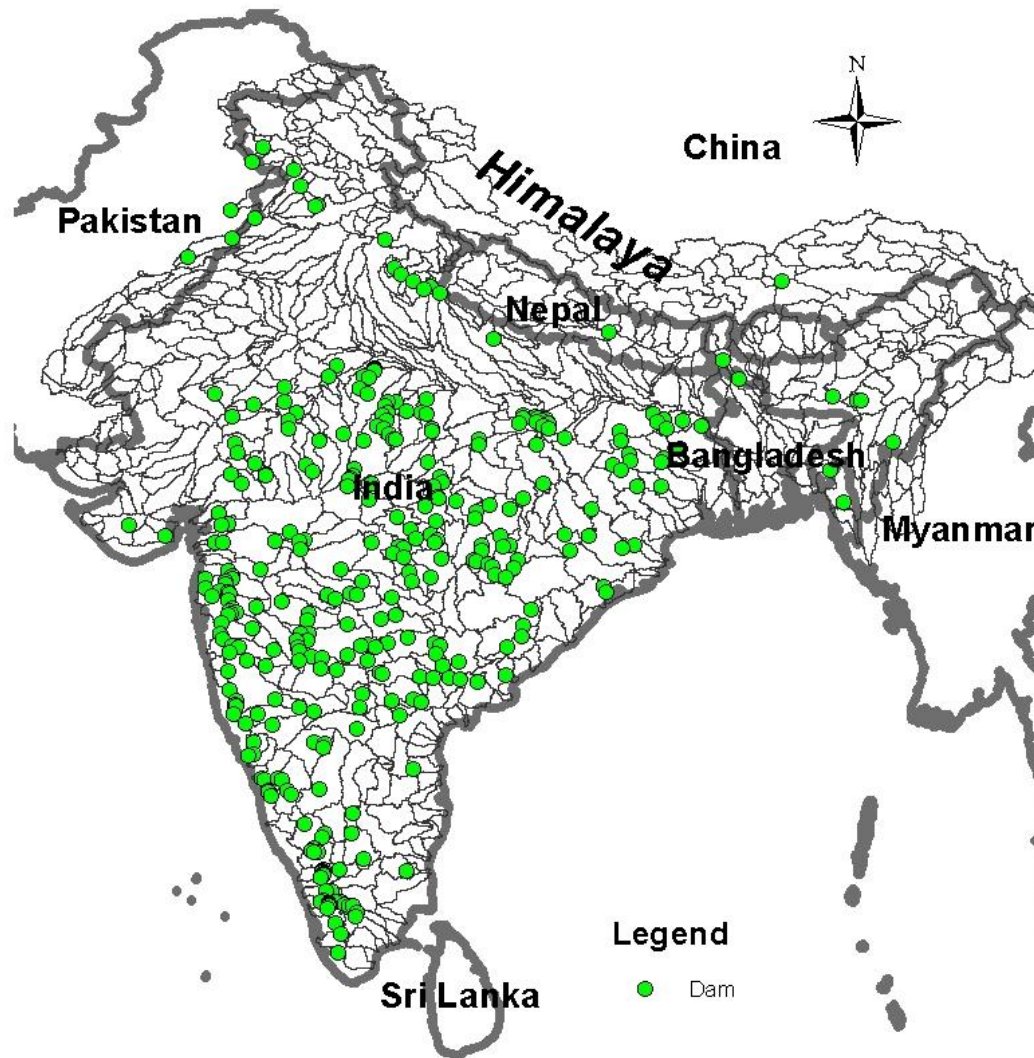 N
China
Himalaya
Pakistan
Nepal
Bangladesh
India
Myanmar
Legend
Dam
Sri Lanka